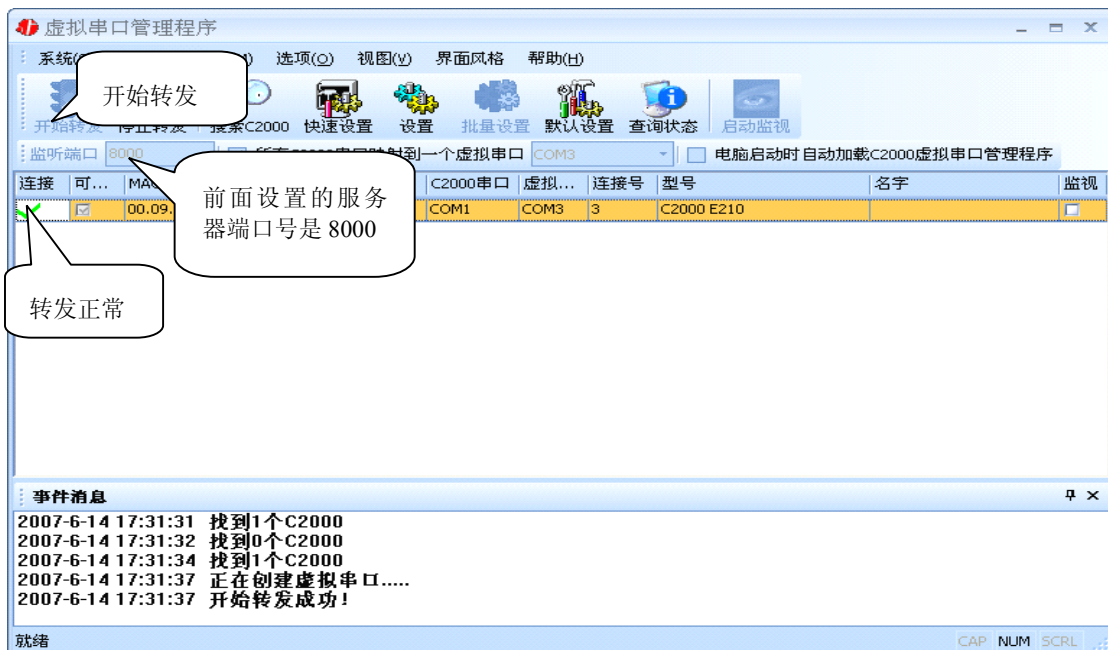 虚拟串口管理程序
系统( 选项(O) 视图(V) 界面风格 帮助(H)
开始转发
开始转发 停止转发 搜索C2000 快速设置 设置 批量设置 默认设置 查询状态 启动监视
监听端口 8000 所有C2000串口映射到一个虚拟串口 COM3 电脑启动时自动加载C2000虚拟串口管理程序
连接 可... MAC C2000串口 虚拟... 连接号 型号 名字 监视
00.09. COM1 COM3 3 C2000 E210
前面设置的服务
器端口号是 8000
转发正常
事件消息
2007-6-14 17:31:31 找到1个C2000
2007-6-14 17:31:32 找到0个C2000
2007-6-14 17:31:34 找到1个C2000
2007-6-14 17:31:37 正在创建虚拟串口.....
2007-6-14 17:31:37 开始转发成功!
就绪 CAP NUM SCRL